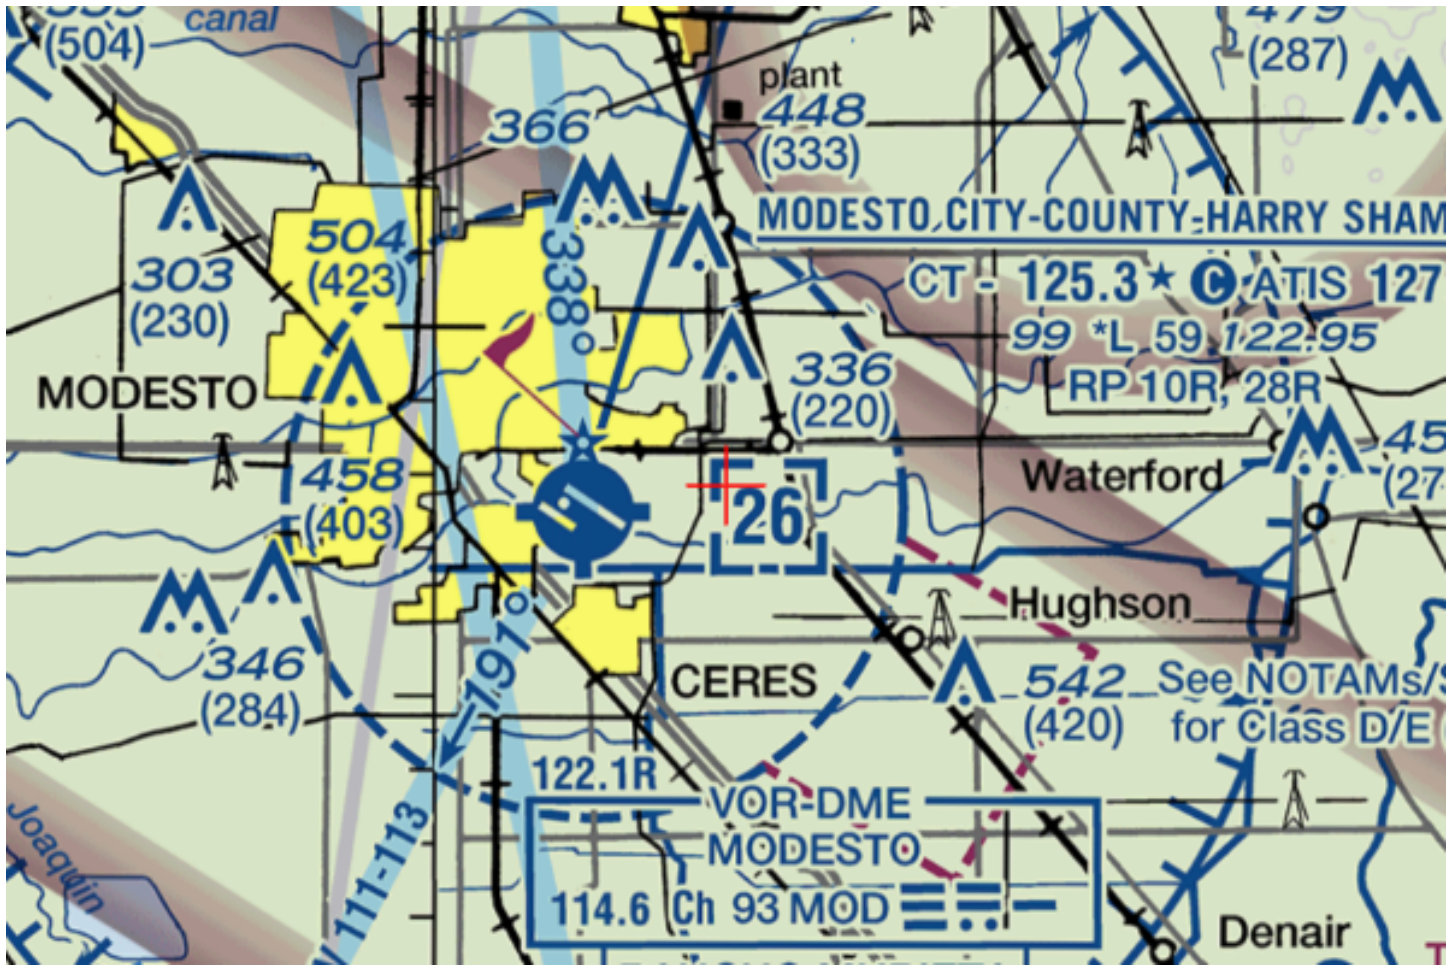 (504)
canal
479
(287)
plant
448
(333)
366
MODESTO CITY-COUNTY-HARRY SHAM
504
(423)
338°
303
(230)
CT - 125.3 ★ C ATIS 127
99 *L 59 122.95
RP 10R, 28R
MODESTO
336
(220)
458
(403)
26
Waterford
45
(27
Hughson
346
(284)
191°
CERES
542
(420)
See NOTAMs/S
for Class D/E
122.1R
VOR-DME
MODESTO
114.6 Ch 93 MOD
111-113
Joaquin
Denair